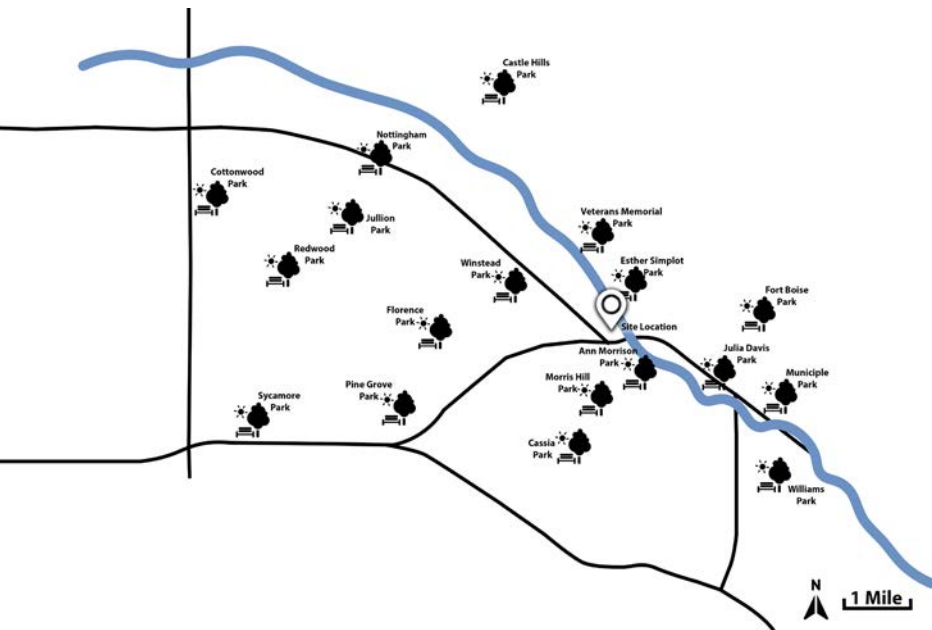 Castle Hills
Park
Nottingham
Park
Cottonwood
Park
Jullion
Park
Veterans Memorial
Park
Redwood
Park
Winstead
Park
Esther Simplot
Park
Fort Boise
Park
Florence
Park
Site Location
Ann Morrison
Park
Julia Davis
Park
Morris Hill
Park
Municiple
Park
Pine Grove
Park
Sycamore
Park
Cassia
Park
Williams
Park
N
1 Mile